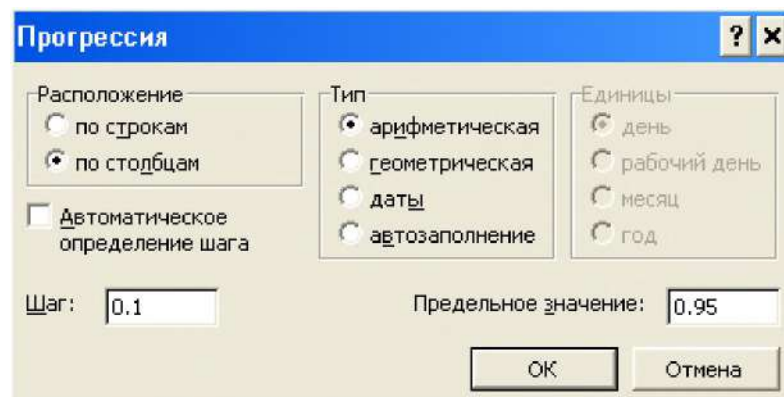 Прогрессия
Расположение
по строкам
по столбцам
Автоматическое
определение шага
Тип
арифметическая
геометрическая
даты
автозаполнение
Единицы
день
рабочий день
месяц
год
Шаг: 0.1
Предельное значение: 0.95
ОК
Отмена